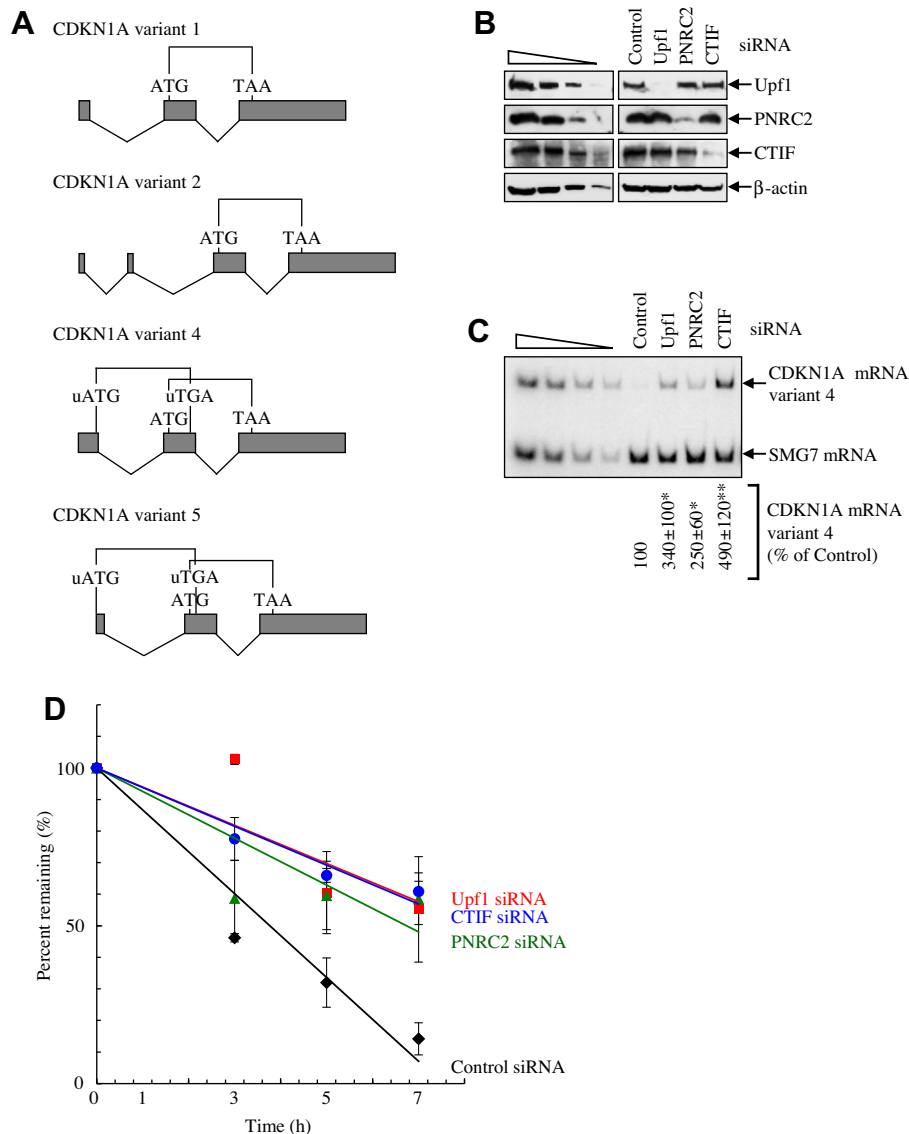 A
CDKN1A variant 1
ATG TAA
CDKN1A variant 2
ATG TAA
CDKN1A variant 4
uATG uTGA
ATG TAA
CDKN1A variant 5
uATG uTGA
ATG TAA
B
Control
Upf1
PNRC2
CTIF
siRNA
Upf1
PNRC2
CTIF
β-actin
C
Control
Upf1
PNRC2
CTIF
siRNA
CDKN1A mRNA
variant 4
SMG7 mRNA
100
340±100*
250±60*
490±120**
CDKN1A mRNA
variant 4
(% of Control)
D
Percent remaining (%)
100
50
0
0 1 3 5 7
Time (h)
Upf1 siRNA
CTIF siRNA
PNRC2 siRNA
Control siRNA